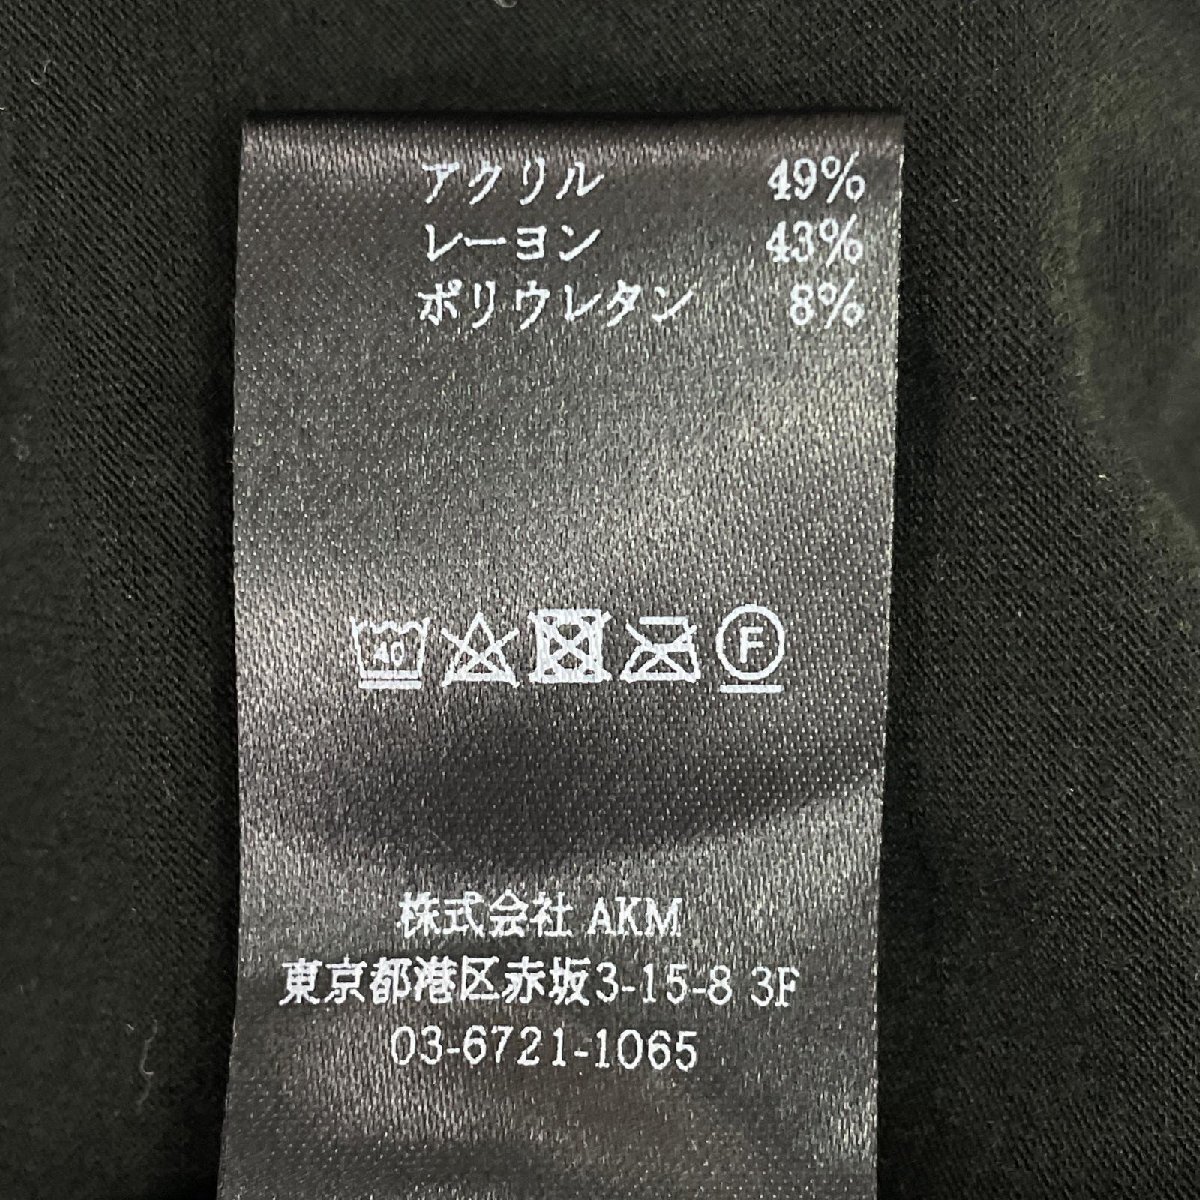 アクリル 49%
レーヨン 43%
ポリウレタン 8%
40 F
株式会社 AKM
東京都港区赤坂3-15-8 3F
03-6721-1065